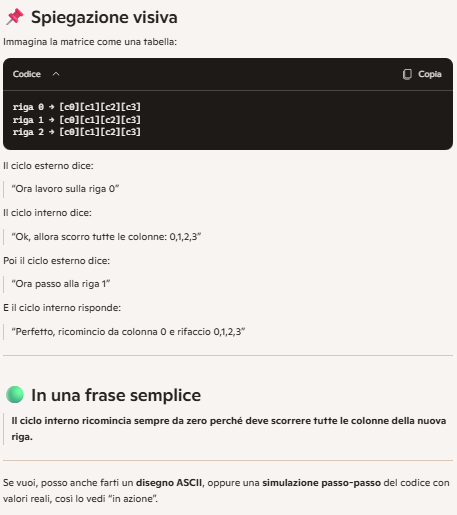 📌 Spiegazione visiva
Immagina la matrice come una tabella:
Codice
Copia
riga 0 → [c0][c1][c2][c3]
riga 1 → [c0][c1][c2][c3]
riga 2 → [c0][c1][c2][c3]
Il ciclo esterno dice:
“Ora lavoro sulla riga 0”
Il ciclo interno dice:
“Ok, allora scorro tutte le colonne: 0,1,2,3”
Poi il ciclo esterno dice:
“Ora passo alla riga 1”
E il ciclo interno risponde:
“Perfetto, ricomincio da colonna 0 e rifaccio 0,1,2,3”
🟢 In una frase semplice
Il ciclo interno ricomincia sempre da zero perché deve scorrere tutte le colonne della nuova
riga.
Se vuoi, posso anche farti un disegno ASCII, oppure una simulazione passo-passo del codice con
valori reali, così lo vedi “in azione”.